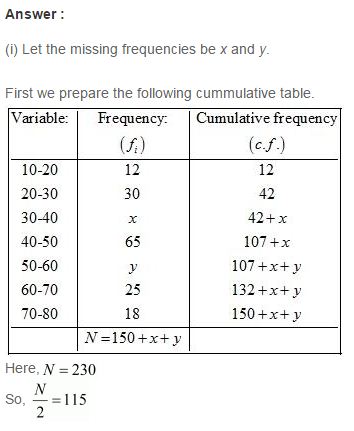 Answer :
(i) Let the missing frequencies be x and y.
First we prepare the following cummulative table.
Variable: Frequency: Cumulative frequency
(fᵢ) (c.f.)
10-20 12 12
20-30 30 42
30-40 x 42+x
40-50 65 107+x
50-60 y 107+x+y
60-70 25 132+x+y
70-80 18 150+x+y
N=150+x+y
Here, N = 230
So, N/2 = 115